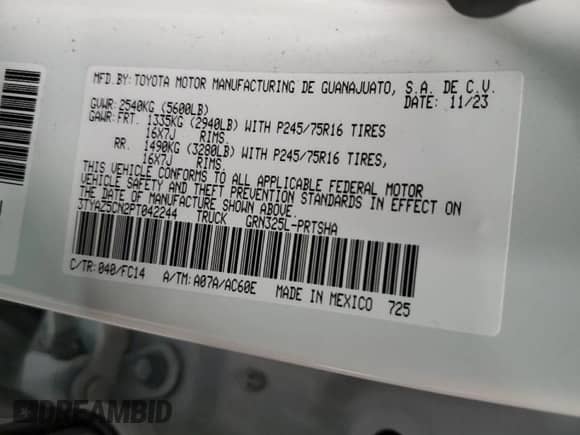 MFD.BY:TOYOTA MOTOR MANUFACTURING DE GUANAJUATO, S.A. DE C.V.
DATE: 11/23
GVWR:2540KG (5600LB)
GAWR:FRT. 1335KG (2940LB) WITH P245/75R16 TIRES
16X7J RIMS
RR. 1490KG (3280LB) WITH P245/75R16 TIRES,
16X7J RIMS
THIS VEHICLE CONFORMS TO ALL APPLICABLE FEDERAL MOTOR
VEHICLE SAFETY AND THEFT PREVENTION STANDARDS IN EFFECT ON
THE DATE OF MANUFACTURE SHOWN ABOVE.
3TYAZ5CN2PT042244 TRUCK GRN325L-PRTSHA
C/TR:040/FC14 A/TM:A07A/AC60E MADE IN MEXICO 725
DREAMBID